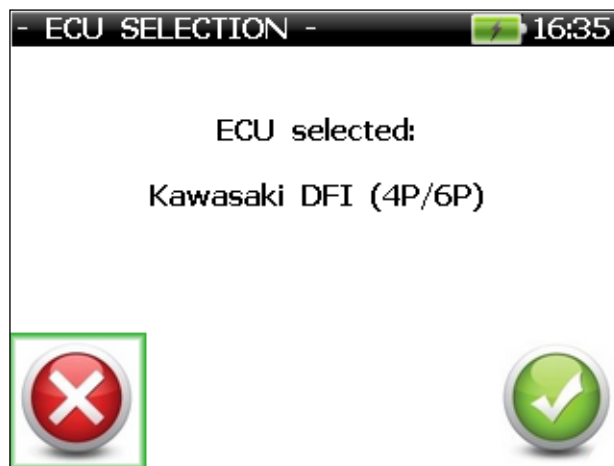 - ECU SELECTION - 16:35
ECU selected:
Kawasaki DFI (4P/6P)